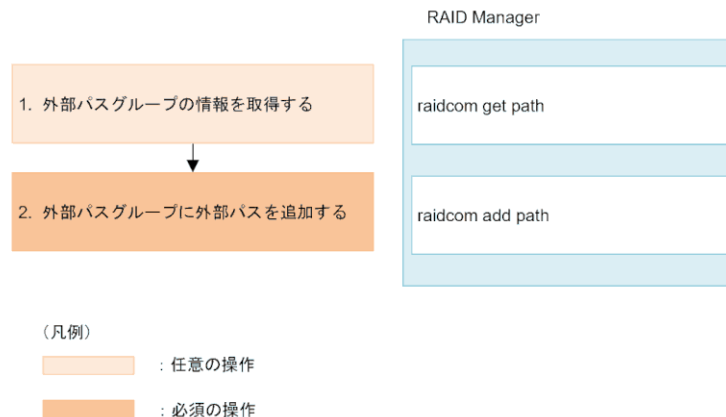 RAID Manager
1. 外部パスグループの情報を取得する
raidcom get path
2. 外部パスグループに外部パスを追加する
raidcom add path
（凡例）
：任意の操作
：必須の操作